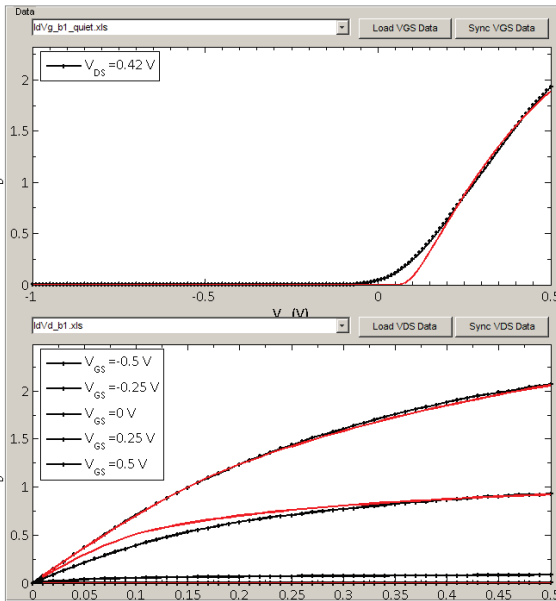 Data
IdVg_b1_quiet.xls Load VGS Data Sync VGS Data
VDS =0.42 V
2
1.5
1
0.5
0
-1 -0.5 0 0.5
V (V)
IdVd_b1.xls Load VDS Data Sync VDS Data
VGS =-0.5 V
VGS =-0.25 V
VGS =0 V
VGS =0.25 V
VGS =0.5 V
2
1.5
1
0.5
0
0 0.05 0.1 0.15 0.2 0.25 0.3 0.35 0.4 0.45